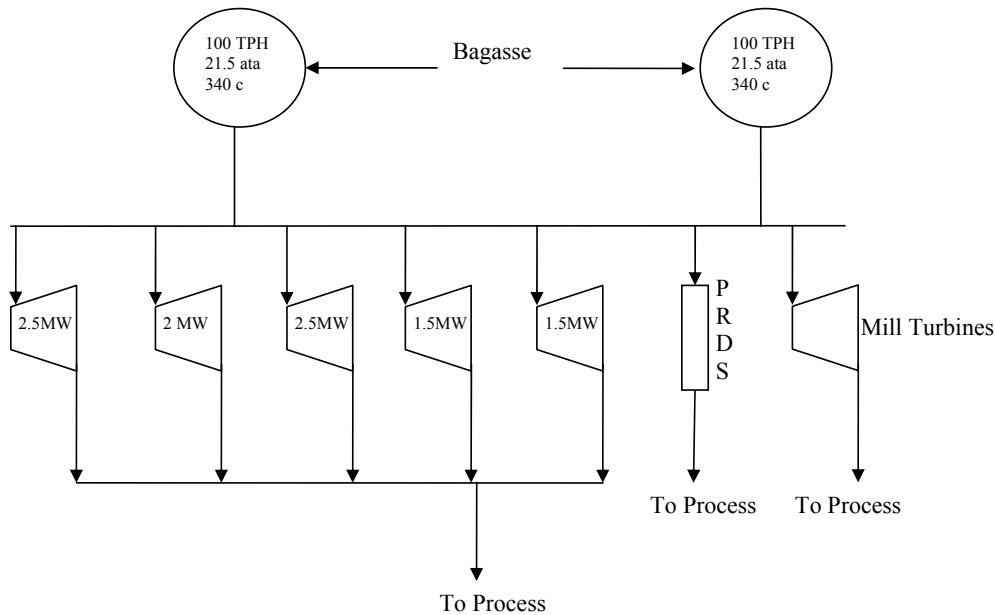 100 TPH
21.5 ata
340 c
Bagasse
100 TPH
21.5 ata
340 c
2.5MW
2 MW
2.5MW
1.5MW
1.5MW
P
R
D
S
Mill Turbines
To Process
To Process
To Process